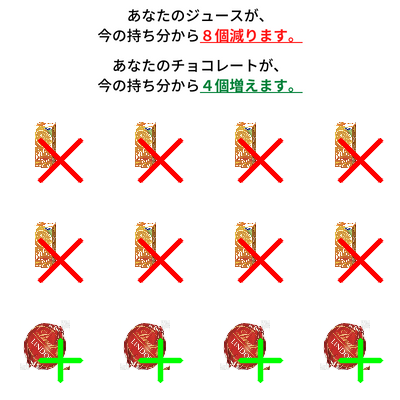 あなたのジュースが、
今の持ち分から８個減ります。
あなたのチョコレートが、
今の持ち分から４個増えます。